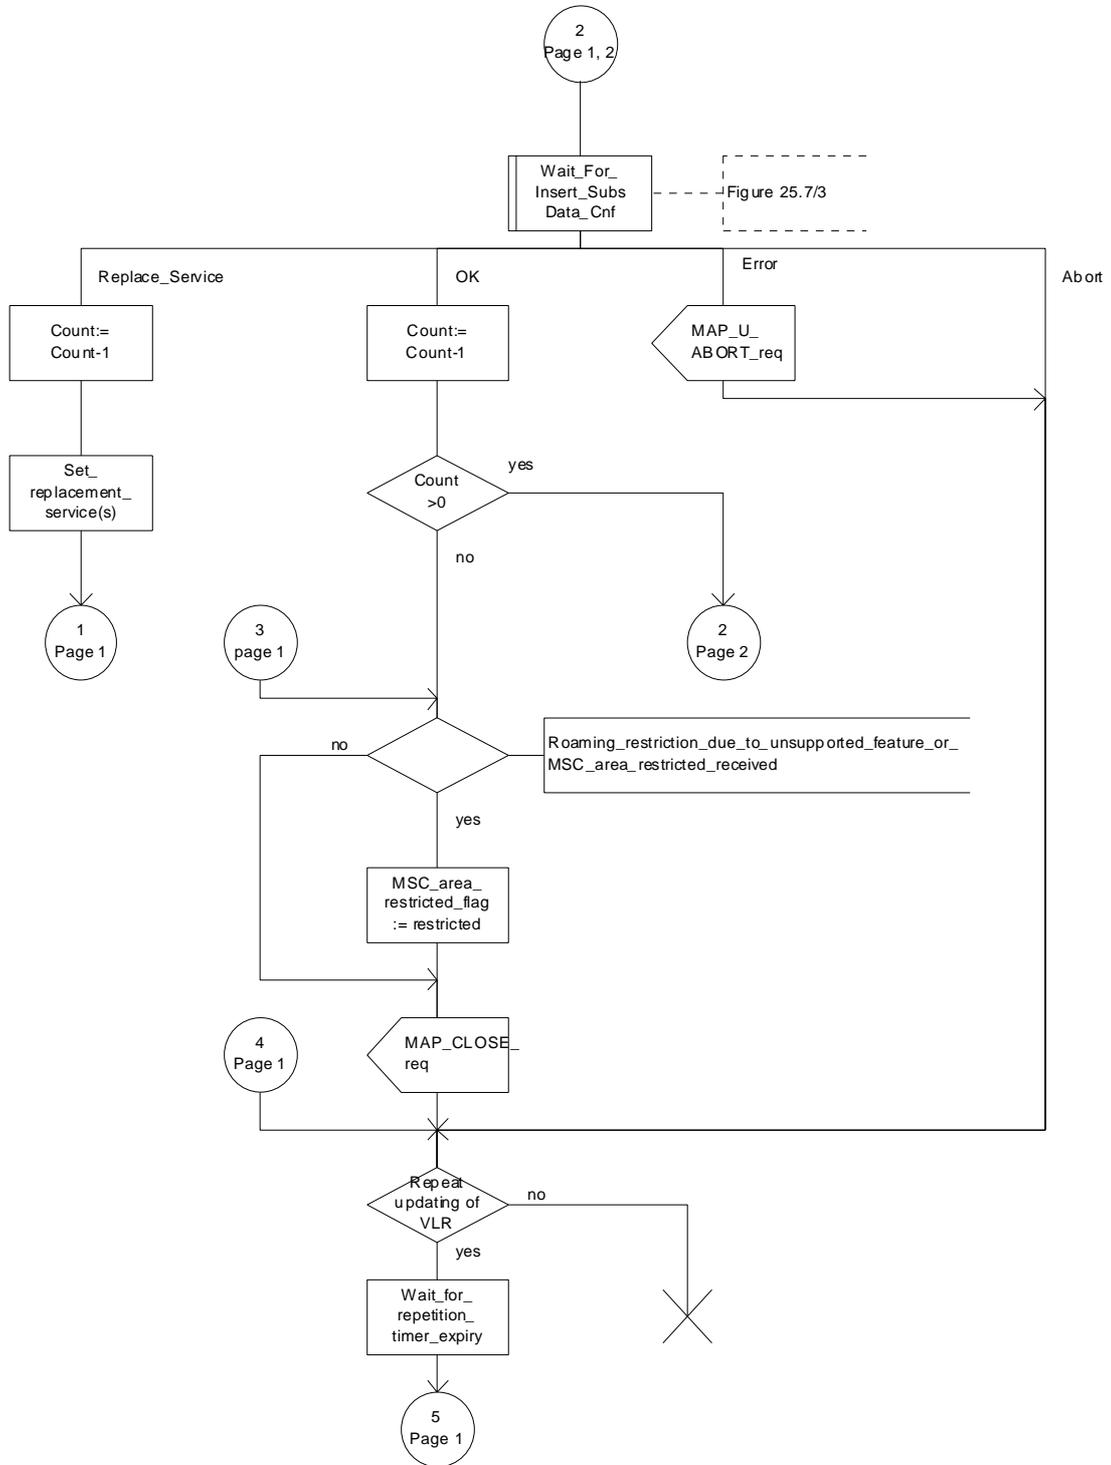 2
Page 1, 2
Wait_For_
Insert_Subs
Data_Cnf
Figure 25.7/3
Replace_Service
OK
Error
Abort
Count:=
Count-1
Count:=
Count-1
MAP_U_
ABORT_req
Set_
replacement_
service(s)
Count
>0
yes
no
1
Page 1
3
page 1
2
Page 2
no
Roaming_restriction_due_to_unsupported_feature_or_
MSC_area_restricted_received
yes
MSC_area_
restricted_flag
:= restricted
4
Page 1
MAP_CLOSE_
req
Repeat
updating of
VLR
no
yes
Wait_for_
repetition_
timer_expiry
5
Page 1